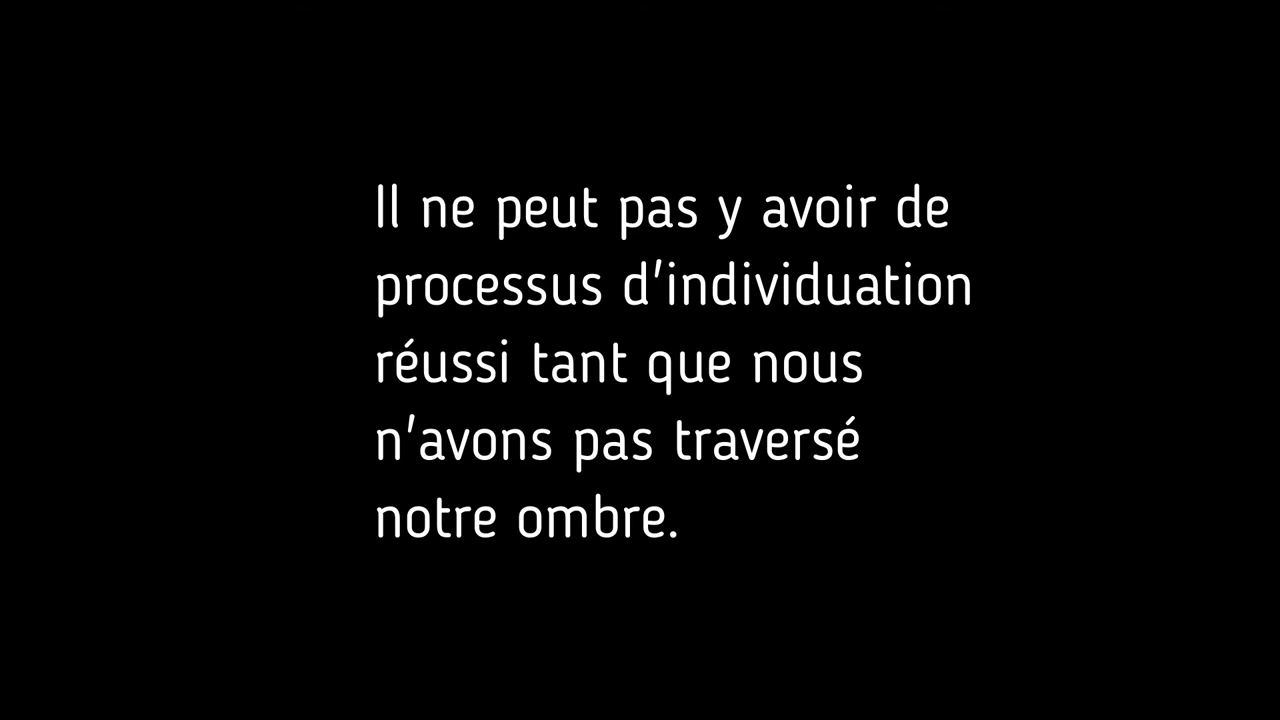 Il ne peut pas y avoir de
processus d'individuation
réussi tant que nous
n'avons pas traversé
notre ombre.